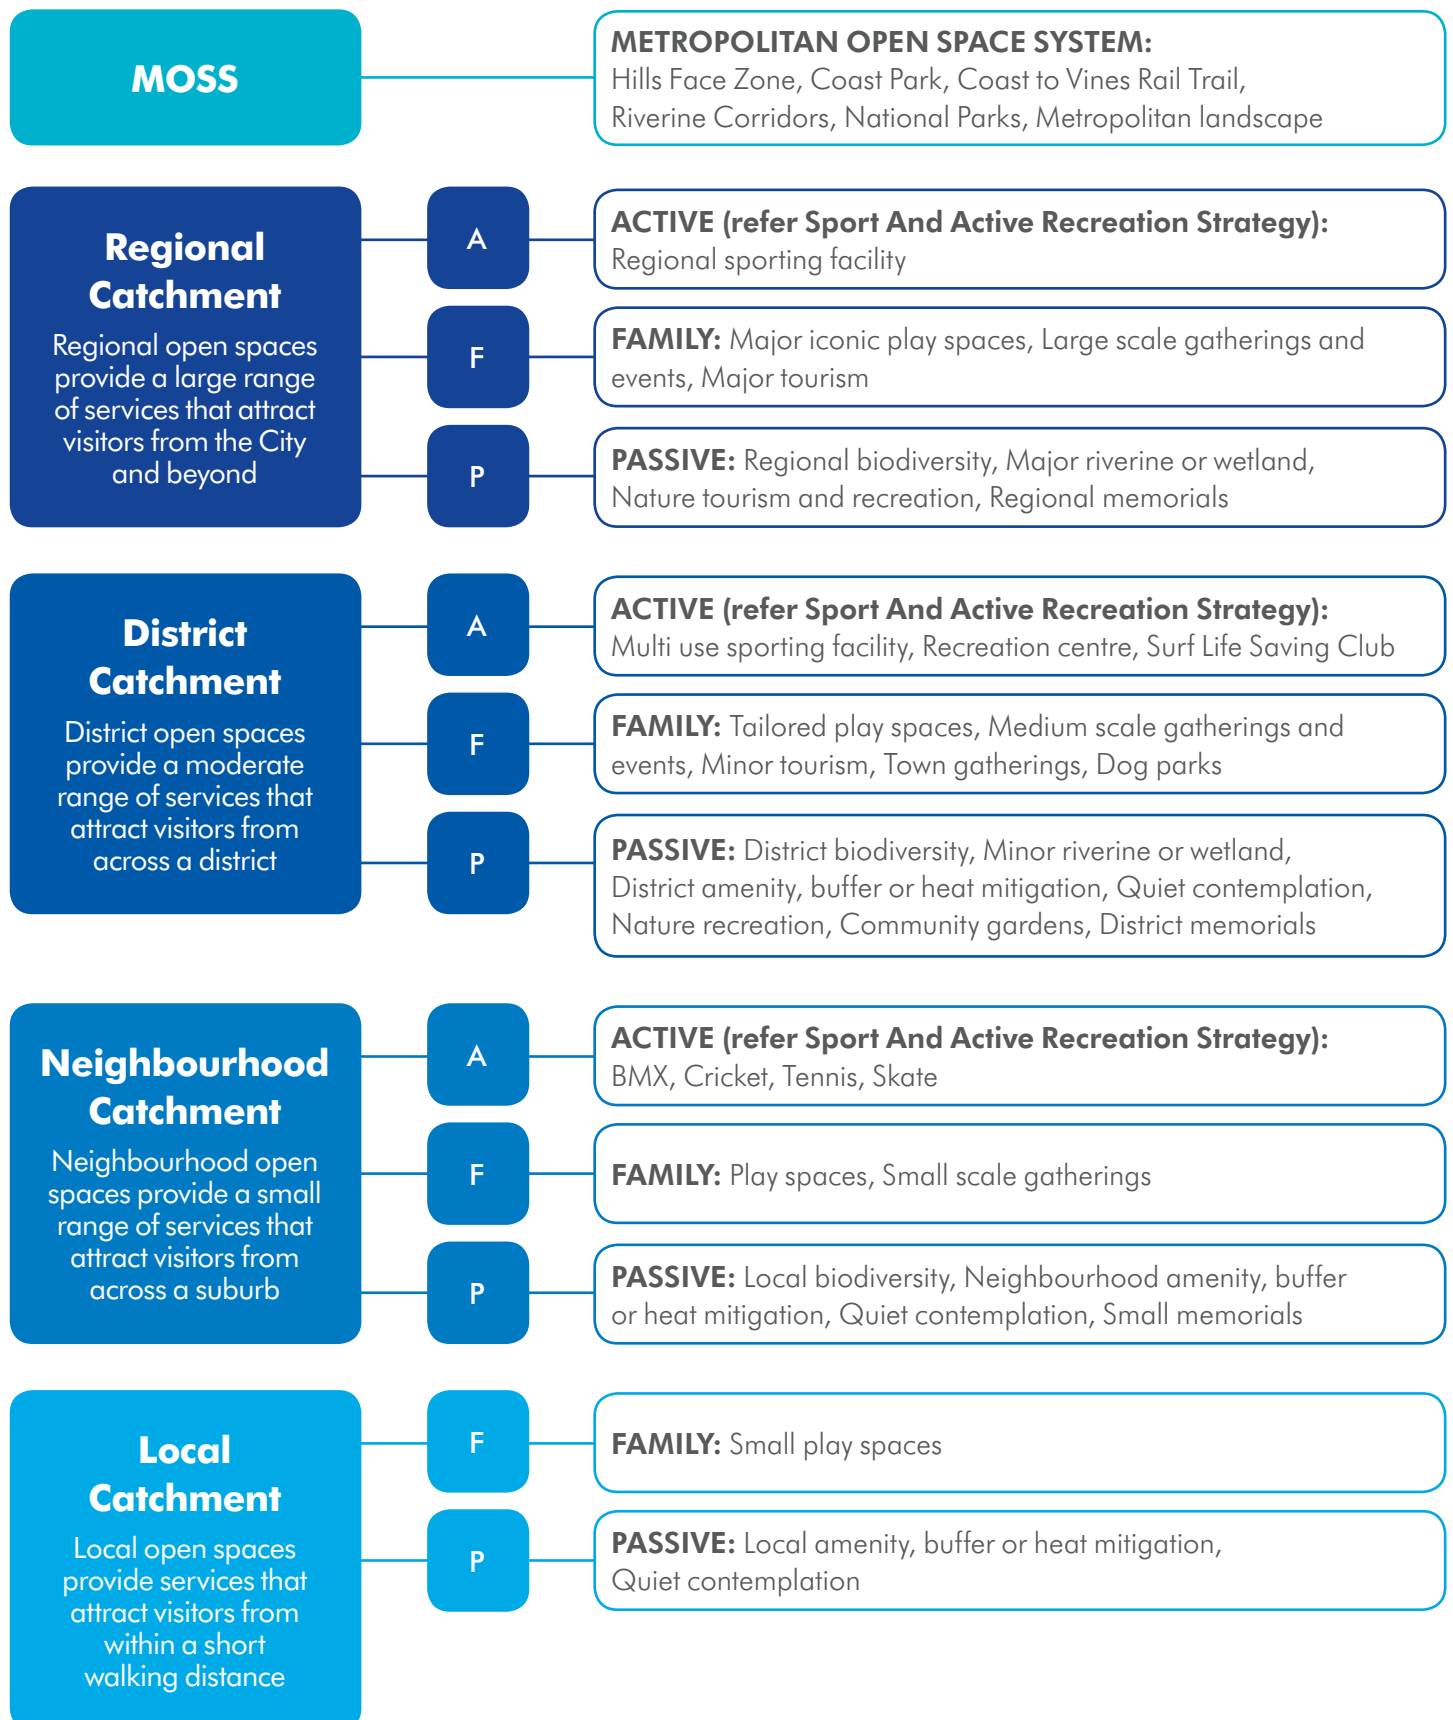 MOSS
METROPOLITAN OPEN SPACE SYSTEM:
Hills Face Zone, Coast Park, Coast to Vines Rail Trail,
Riverine Corridors, National Parks, Metropolitan landscape
Regional
Catchment
Regional open spaces
provide a large range
of services that attract
visitors from the City
and beyond
A
ACTIVE (refer Sport And Active Recreation Strategy):
Regional sporting facility
F
FAMILY: Major iconic play spaces, Large scale gatherings and
events, Major tourism
P
PASSIVE: Regional biodiversity, Major riverine or wetland,
Nature tourism and recreation, Regional memorials
District
Catchment
District open spaces
provide a moderate
range of services that
attract visitors from
across a district
A
ACTIVE (refer Sport And Active Recreation Strategy):
Multi use sporting facility, Recreation centre, Surf Life Saving Club
F
FAMILY: Tailored play spaces, Medium scale gatherings and
events, Minor tourism, Town gatherings, Dog parks
P
PASSIVE: District biodiversity, Minor riverine or wetland,
District amenity, buffer or heat mitigation, Quiet contemplation,
Nature recreation, Community gardens, District memorials
Neighbourhood
Catchment
Neighbourhood open
spaces provide a small
range of services that
attract visitors from
across a suburb
A
ACTIVE (refer Sport And Active Recreation Strategy):
BMX, Cricket, Tennis, Skate
F
FAMILY: Play spaces, Small scale gatherings
P
PASSIVE: Local biodiversity, Neighbourhood amenity, buffer
or heat mitigation, Quiet contemplation, Small memorials
Local
Catchment
Local open spaces
provide services that
attract visitors from
within a short
walking distance
F
FAMILY: Small play spaces
P
PASSIVE: Local amenity, buffer or heat mitigation,
Quiet contemplation